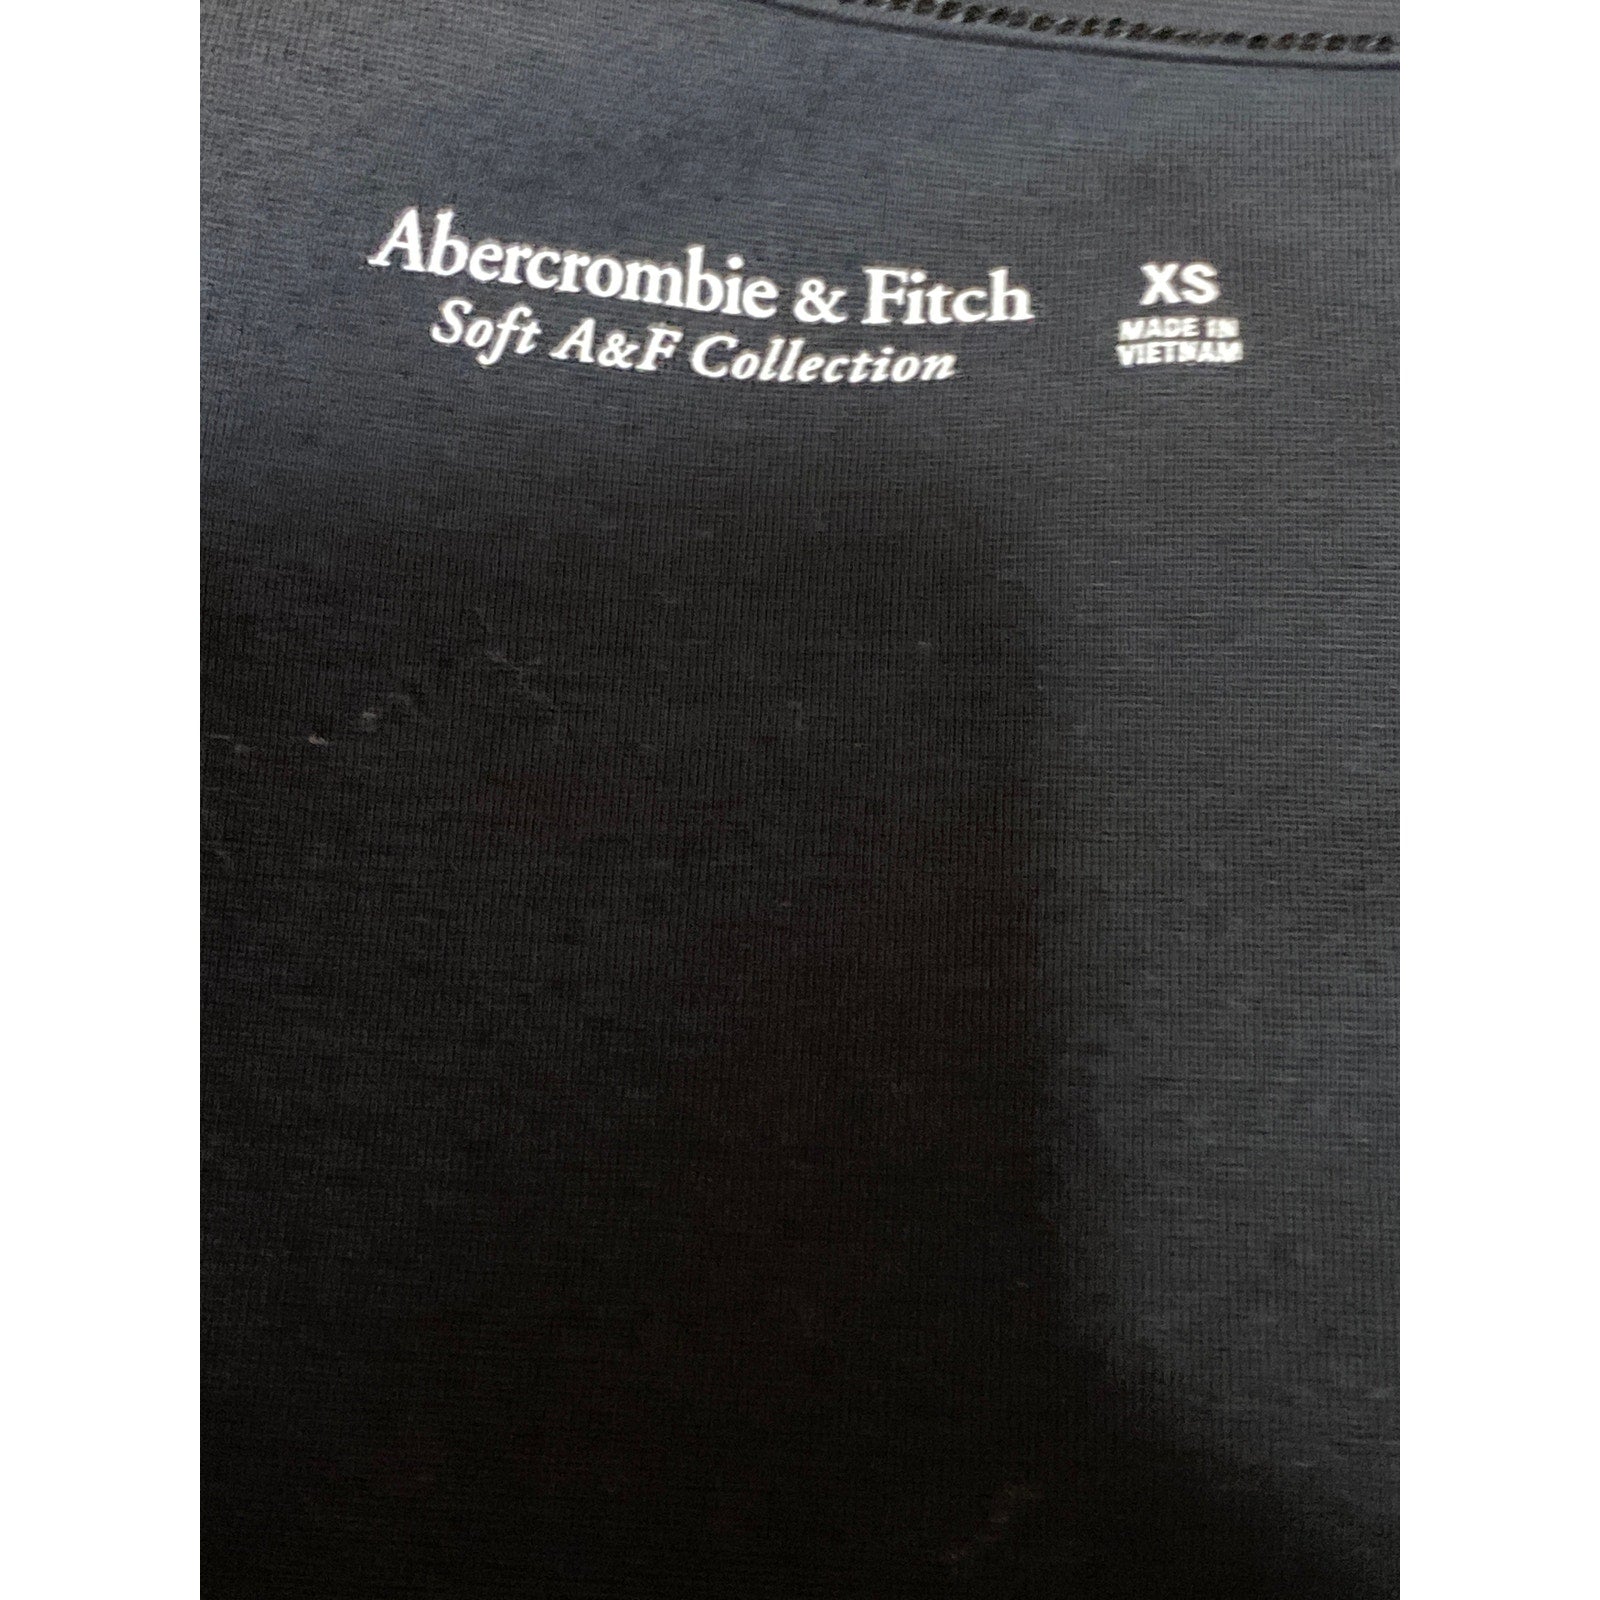 Abercrombie & Fitch
Soft A&F Collection
XS
MADE IN
VIETNAM